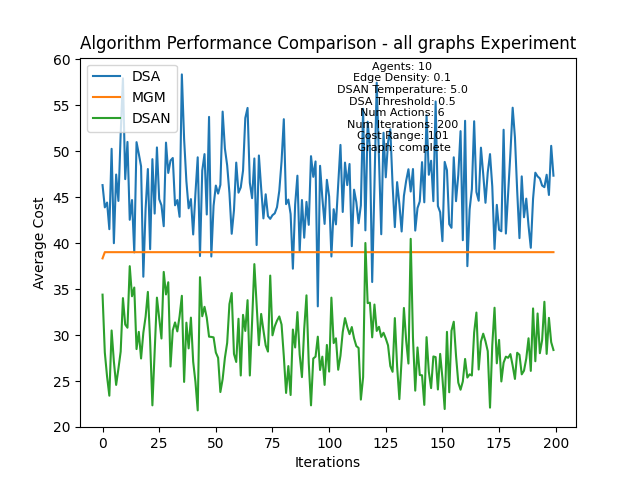 Algorithm Performance Comparison - all graphs Experiment
DSA
MGM
DSAN
Agents: 10
Edge Density: 0.1
DSAN Temperature: 5.0
DSA Threshold: 0.5
Num Actions: 6
Num Iterations: 200
Cost Range: 101
Graph: complete
Average Cost
60
55
50
45
40
35
30
25
20
0 25 50 75 100 125 150 175 200
Iterations